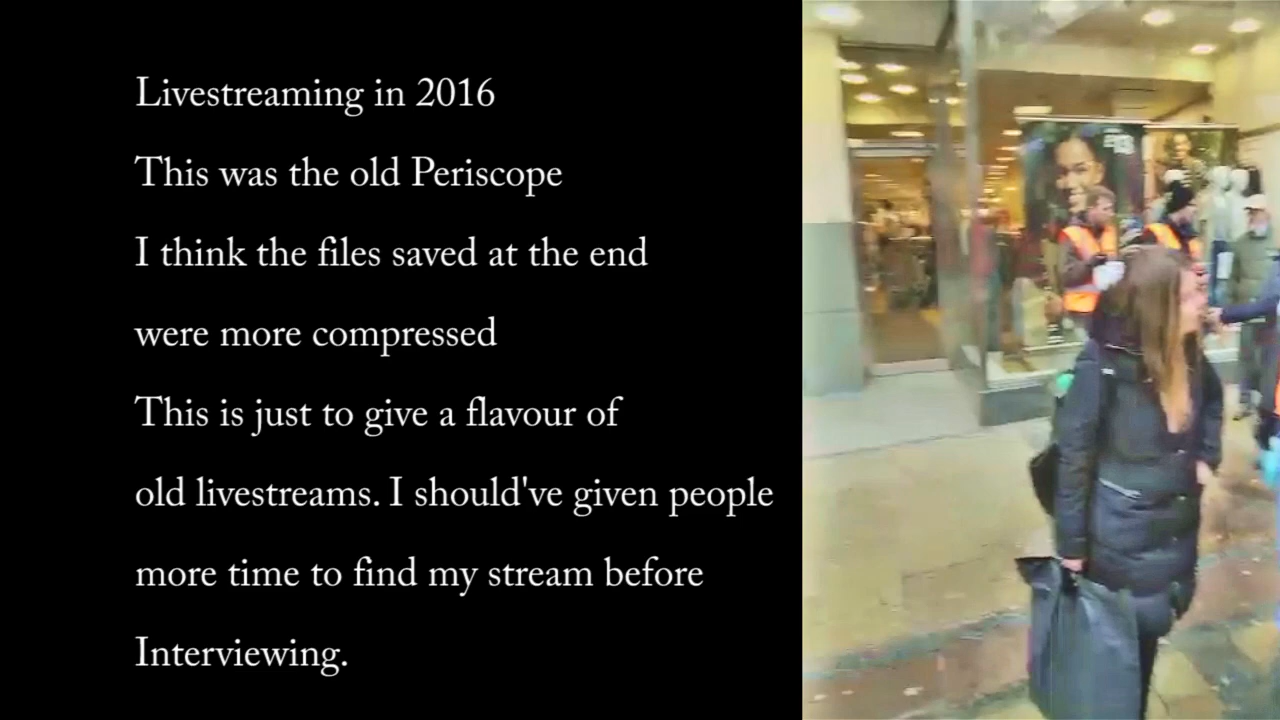 Livestreaming in 2016
This was the old Periscope
I think the files saved at the end
were more compressed
This is just to give a flavour of
old livestreams. I should've given people
more time to find my stream before
Interviewing.